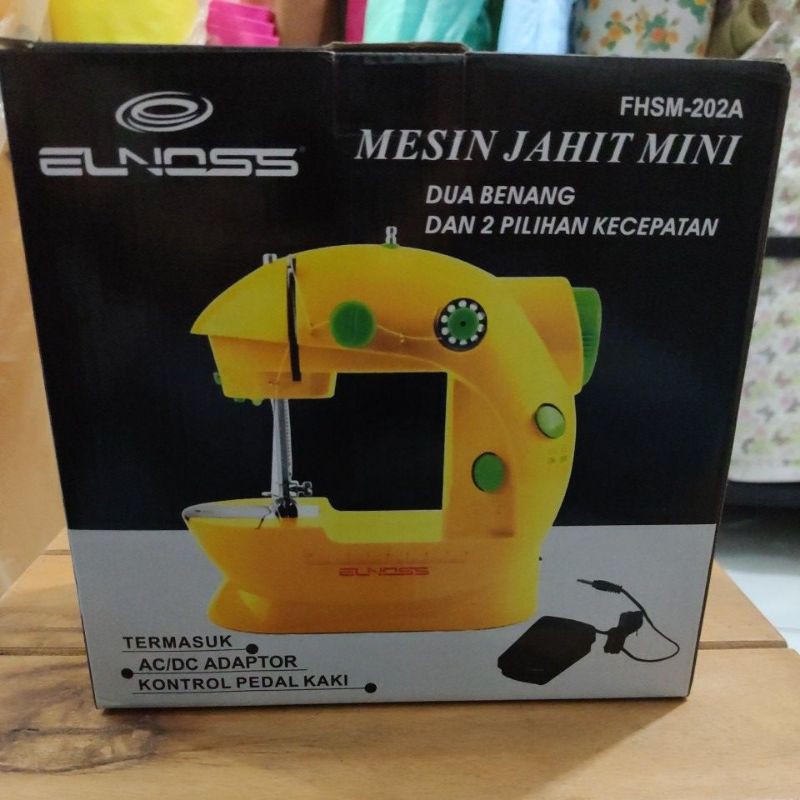 ELNOSS
FHSM-202A
MESIN JAHIT MINI
DUA BENANG
DAN 2 PILIHAN KECEPATAN
ELNOSS
TERMASUK
AC/DC ADAPTOR
KONTROL PEDAL KAKI